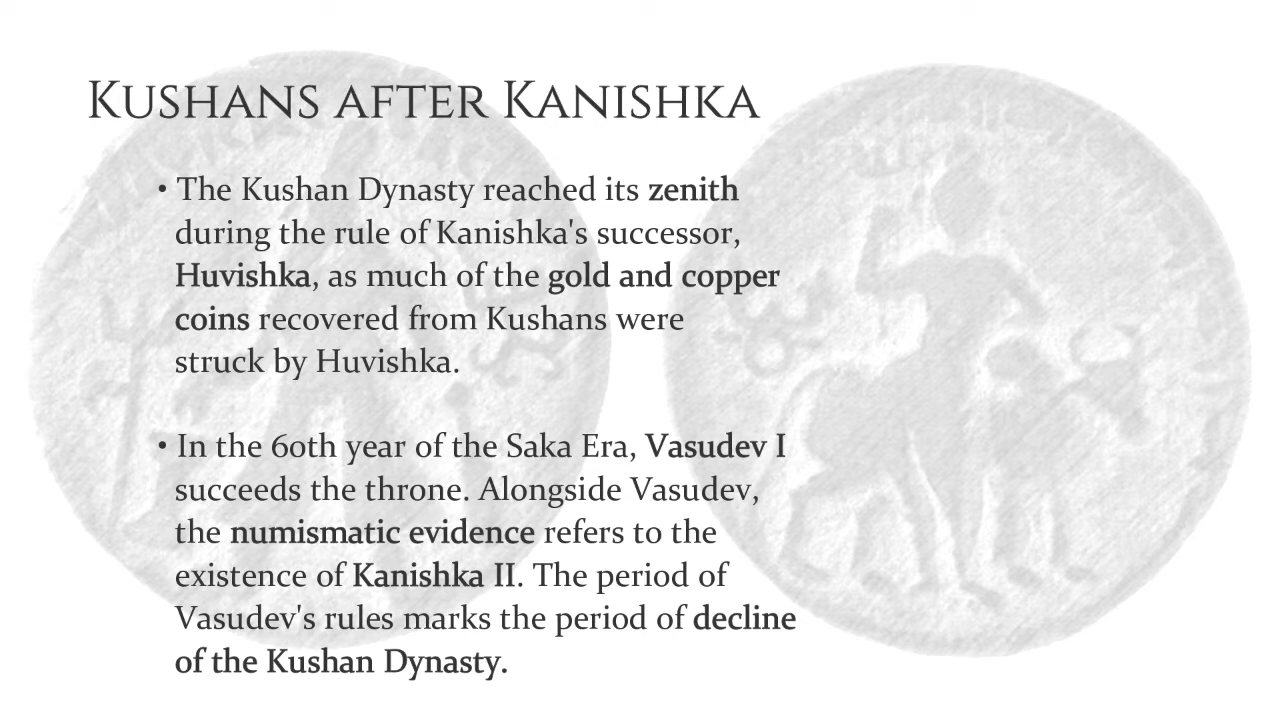 Kushans after Kanishka
• The Kushan Dynasty reached its zenith
during the rule of Kanishka's successor,
Huvishka, as much of the gold and copper
coins recovered from Kushans were
struck by Huvishka.
• In the 60th year of the Saka Era, Vasudev I
succeeds the throne. Alongside Vasudev,
the numismatic evidence refers to the
existence of Kanishka II. The period of
Vasudev's rules marks the period of decline
of the Kushan Dynasty.